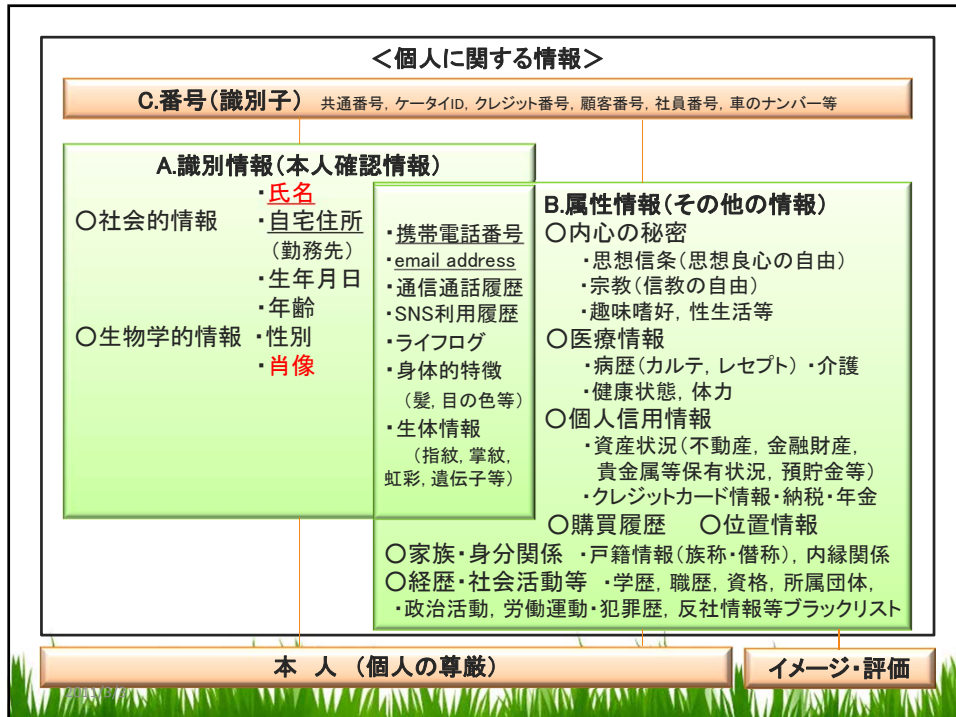 ＜個人に関する情報＞
C.番号（識別子） 共通番号, ケータイID, クレジット番号, 顧客番号, 社員番号, 車のナンバー等
A.識別情報（本人確認情報）
・氏名
〇社会的情報 ・自宅住所
（勤務先）
・生年月日
・年齢
〇生物学的情報 ・性別
・肖像
・携帯電話番号
・email address
・通信通話履歴
・SNS利用履歴
・ライフログ
・身体的特徴
（髪, 目の色等）
・生体情報
（指紋, 掌紋,
虹彩, 遺伝子等）
B.属性情報（その他の情報）
〇内心の秘密
・思想信条（思想良心の自由）
・宗教（信教の自由）
・趣味嗜好, 性生活等
〇医療情報
・病歴（カルテ, レセプト） ・介護
・健康状態, 体力
〇個人信用情報
・資産状況（不動産, 金融財産,
貴金属等保有状況, 預貯金等）
・クレジットカード情報・納税・年金
〇購買履歴 〇位置情報
〇家族・身分関係 ・戸籍情報（族称・僭称）, 内縁関係
〇経歴・社会活動等 ・学歴, 職歴, 資格, 所属団体,
・政治活動, 労働運動・犯罪歴, 反社情報等ブラックリスト
本 人 （個人の尊厳）
イメージ・評価